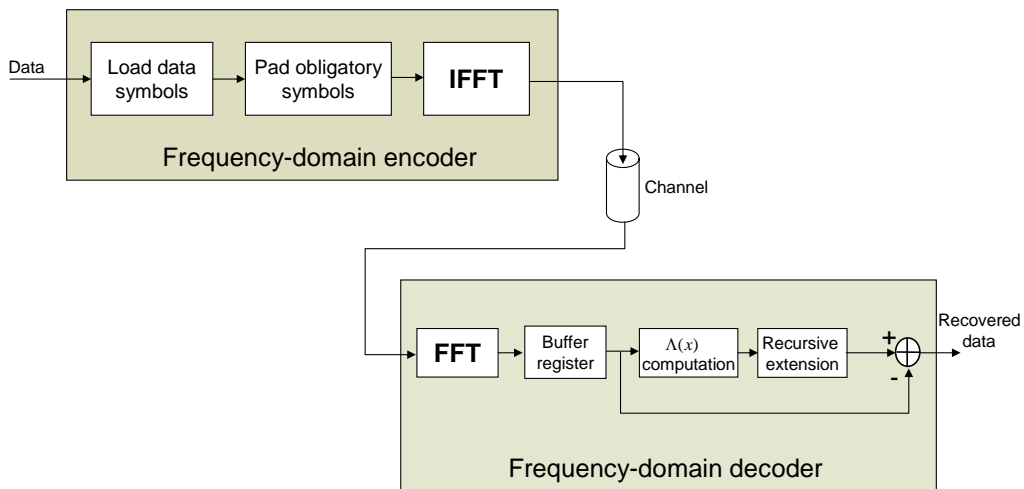 Data
Load data
symbols
Pad obligatory
symbols
IFFT
Frequency-domain encoder
Channel
FFT
Buffer
register
Λ(x)
computation
Recursive
extension
+
-
Recovered
data
Frequency-domain decoder